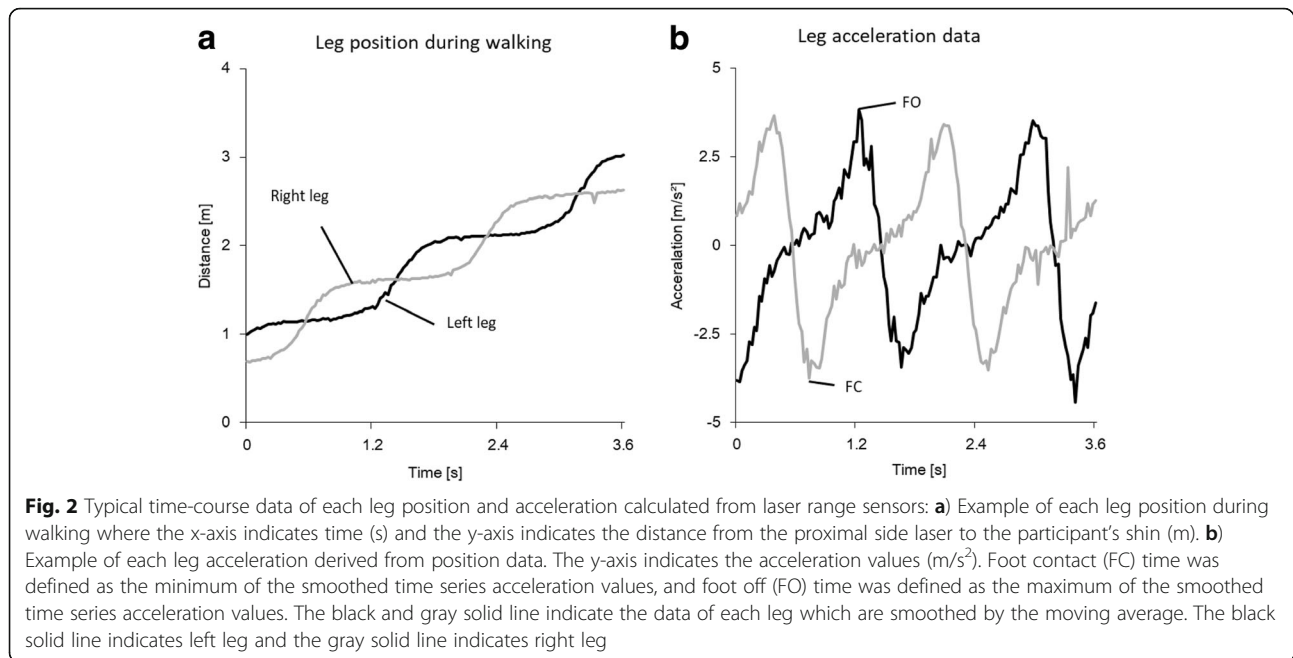 a
Leg position during walking
4
3
2
1
0
Distance [m]
Right leg
Left leg
0
1.2
2.4
3.6
Time [s]
b
Leg acceleration data
5
2.5
0
-2.5
-5
Acceralation [m/s²]
FO
FC
0
1.2
2.4
3.6
Time [s]
Fig. 2 Typical time-course data of each leg position and acceleration calculated from laser range sensors: a) Example of each leg position during
walking where the x-axis indicates time (s) and the y-axis indicates the distance from the proximal side laser to the participant's shin (m). b)
Example of each leg acceleration derived from position data. The y-axis indicates the acceleration values (m/s²). Foot contact (FC) time was
defined as the minimum of the smoothed time series acceleration values, and foot off (FO) time was defined as the maximum of the smoothed
time series acceleration values. The black and gray solid line indicate the data of each leg which are smoothed by the moving average. The black
solid line indicates left leg and the gray solid line indicates right leg